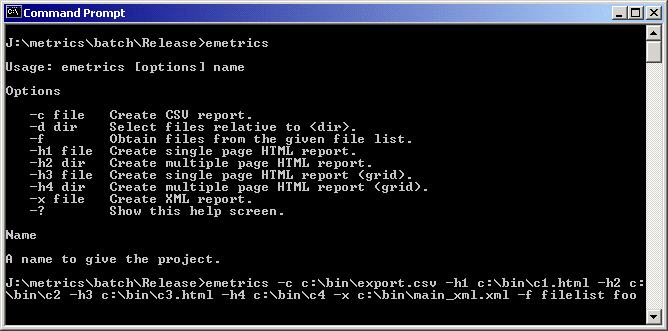 Command Prompt
J:\metrics\batch\Release>emetrics
Usage: emetrics [options] name
Options
-c file   Create CSV report.
-d dir    Select files relative to <dir>.
-f        Obtain files from the given file list.
-h1 file  Create single page HTML report.
-h2 dir   Create multiple page HTML report.
-h3 file  Create single page HTML report (grid).
-h4 dir   Create multiple page HTML report (grid).
-x file   Create XML report.
-?        Show this help screen.
Name
A name to give the project.
J:\metrics\batch\Release>emetrics -c c:\bin\export.csv -h1 c:\bin\c1.html -h2 c:
\bin\c2 -h3 c:\bin\c3.html -h4 c:\bin\c4 -x c:\bin\main_xml.xml -f filelist foo